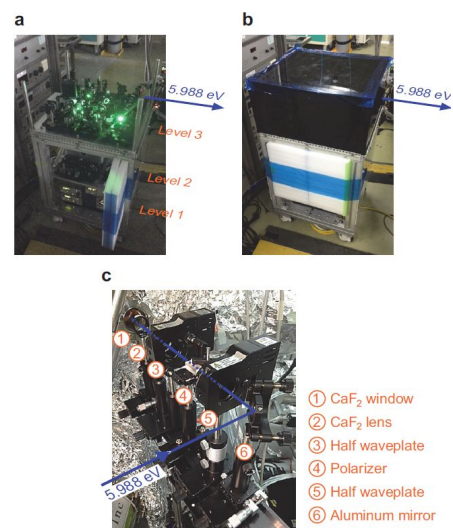 a
5.988 eV
Level 3
Level 2
Level 1
b
5.988 eV
c
1
2
3
4
5
6
5.988 eV
① CaF₂ window
② CaF₂ lens
③ Half waveplate
④ Polarizer
⑤ Half waveplate
⑥ Aluminum mirror